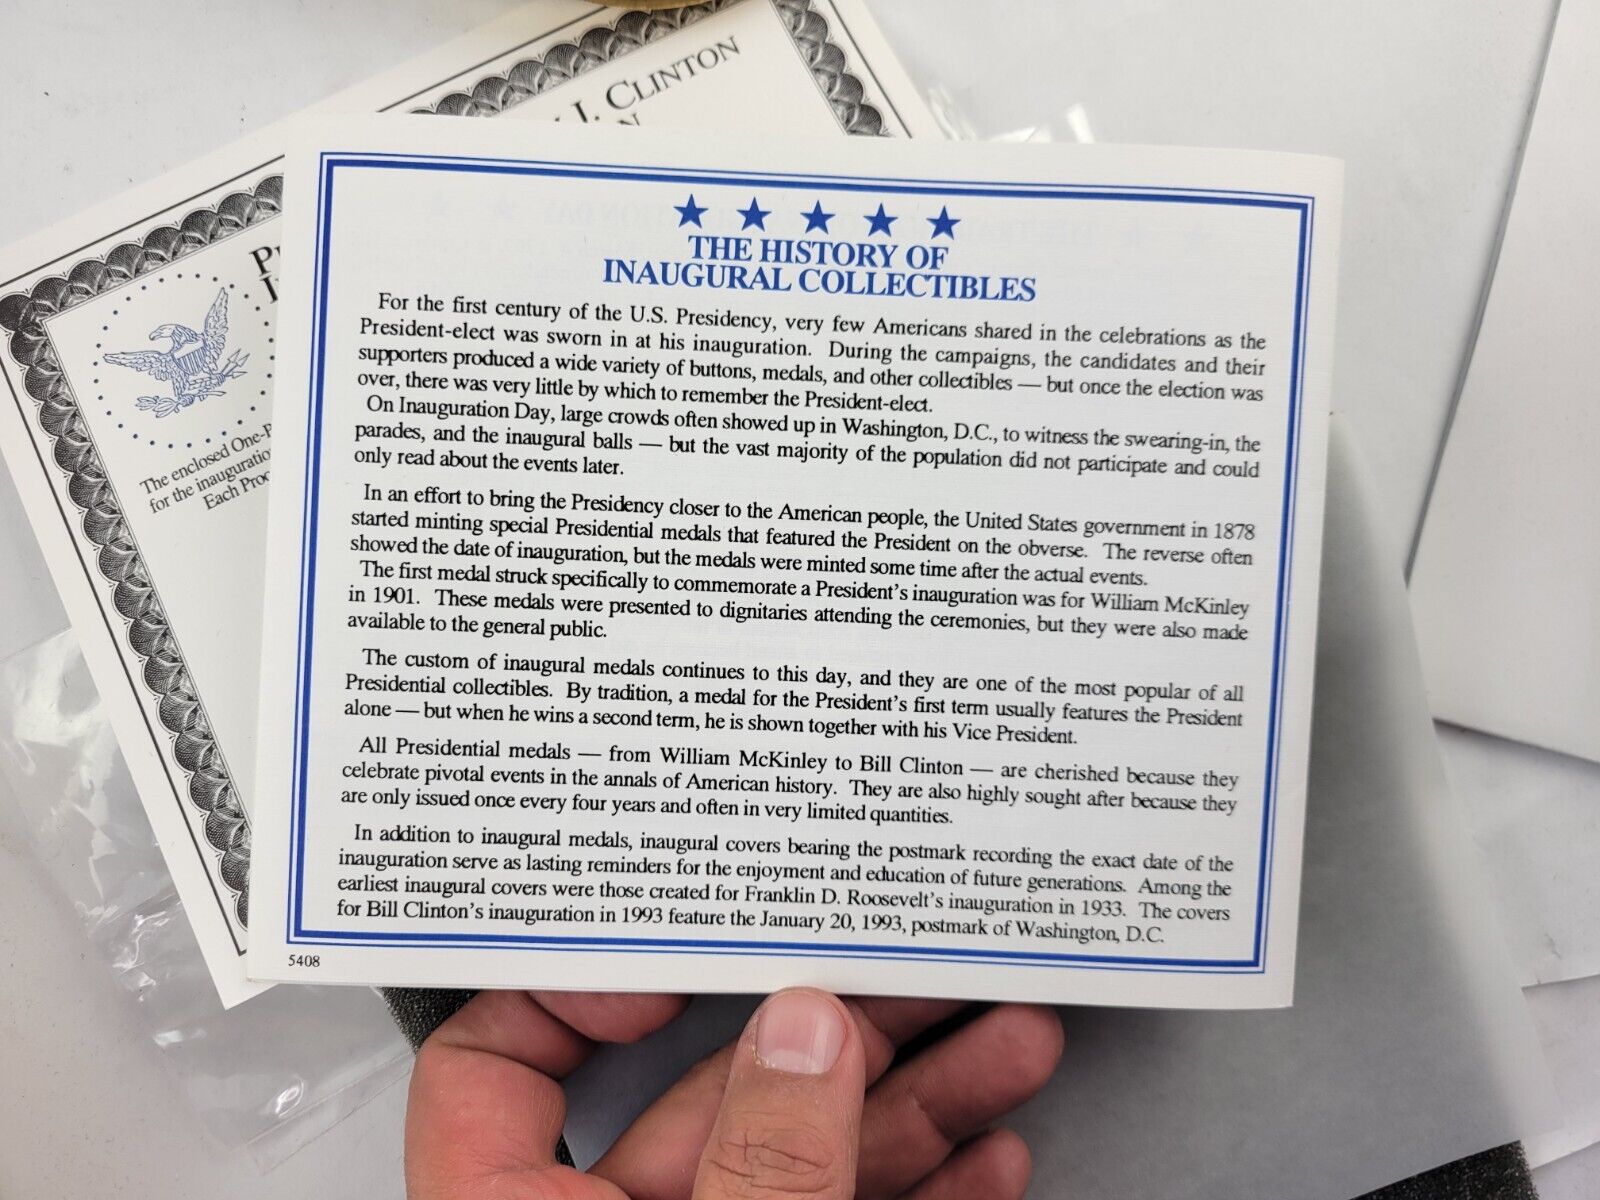 J. CLINTON
The enclosed
for the inauguration
Each
★ ★ ★ ★ ★
THE HISTORY OF
INAUGURAL COLLECTIBLES
For the first century of the U.S. Presidency, very few Americans shared in the celebrations as the
President-elect was sworn in at his inauguration. During the campaigns, the candidates and their
supporters produced a wide variety of buttons, medals, and other collectibles — but once the election was
over, there was very little by which to remember the President-elect.
On Inauguration Day, large crowds often showed up in Washington, D.C., to witness the swearing-in, the
parades, and the inaugural balls — but the vast majority of the population did not participate and could
only read about the events later.
In an effort to bring the Presidency closer to the American people, the United States government in 1878
started minting special Presidential medals that featured the President on the obverse. The reverse often
showed the date of inauguration, but the medals were minted some time after the actual events.
The first medal struck specifically to commemorate a President's inauguration was for William McKinley
in 1901. These medals were presented to dignitaries attending the ceremonies, but they were also made
available to the general public.
The custom of inaugural medals continues to this day, and they are one of the most popular of all
Presidential collectibles. By tradition, a medal for the President's first term usually features the President
alone — but when he wins a second term, he is shown together with his Vice President.
All Presidential medals — from William McKinley to Bill Clinton — are cherished because they
celebrate pivotal events in the annals of American history. They are also highly sought after because they
are only issued once every four years and often in very limited quantities.
In addition to inaugural medals, inaugural covers bearing the postmark recording the exact date of the
inauguration serve as lasting reminders for the enjoyment and education of future generations. Among the
earliest inaugural covers were those created for Franklin D. Roosevelt's inauguration in 1933. The covers
for Bill Clinton's inauguration in 1993 feature the January 20, 1993, postmark of Washington, D.C.
5408